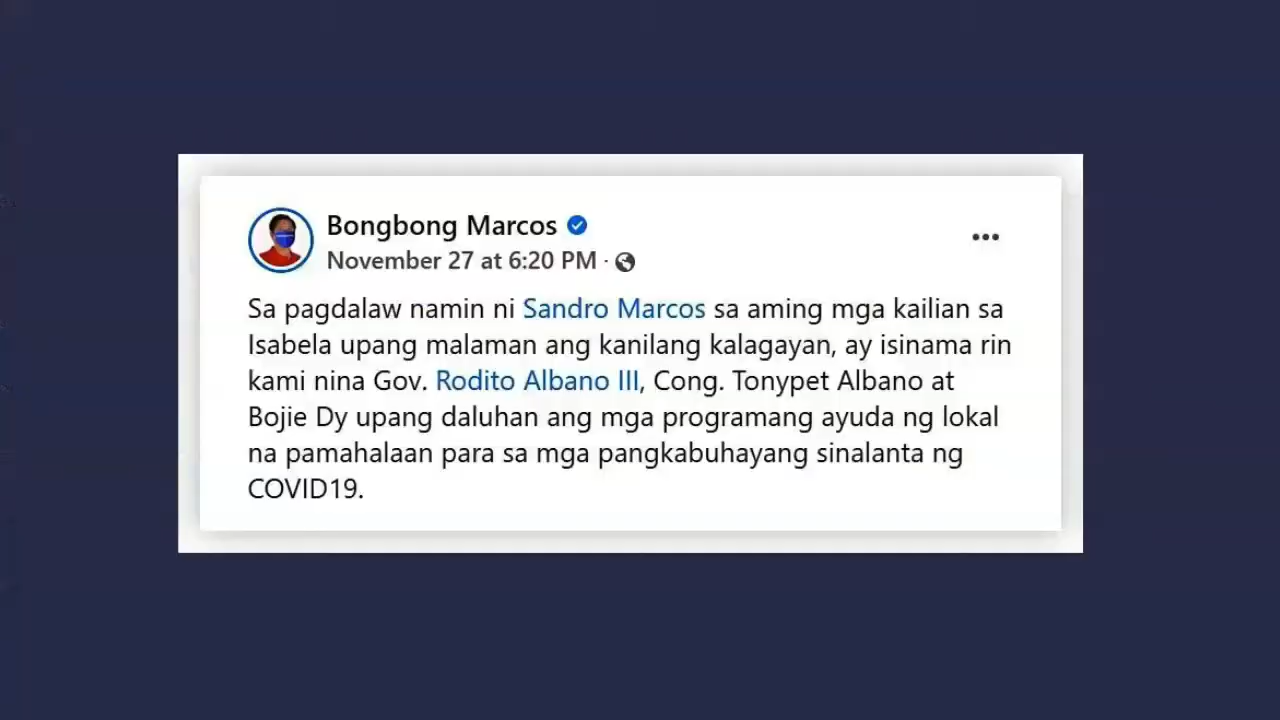 Bongbong Marcos
November 27 at 6:20 PM ·
Sa pagdalaw namin ni Sandro Marcos sa aming mga kailian sa
Isabela upang malaman ang kanilang kalagayan, ay isinama rin
kami nina Gov. Rodito Albano III, Cong. Tonypet Albano at
Bojie Dy upang daluhan ang mga programang ayuda ng lokal
na pamahalaan para sa mga pangkabuhayang sinalanta ng
COVID19.